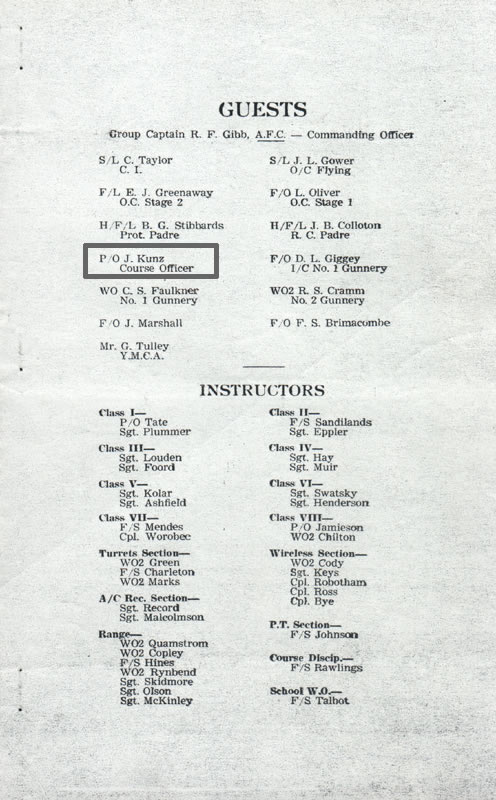 GUESTS
Group Captain R. F. Gibb, A.F.C. — Commanding Officer
S/L C. Taylor
C. I.
S/L J. L. Gower
O/C Flying
F/L E. J. Greenaway
O.C. Stage 2
F/O L. Oliver
O.C. Stage 1
H/F/L B. G. Stibbards
Prot. Padre
H/F/L J. B. Colloton
R. C. Padre
P/O J. Kunz
Course Officer
F/O D. L. Giggey
I/C No. 1 Gunnery
WO C. S. Faulkner
No. 1 Gunnery
WO2 R. S. Cramm
No. 2 Gunnery
F/O J. Marshall
F/O F. S. Brimacombe
Mr. G. Tulley
Y.M.C.A.
INSTRUCTORS
Class I—
P/O Tate
Sgt. Plummer
Class II—
F/S Sandilands
Sgt. Eppler
Class III—
Sgt. Louden
Sgt. Foord
Class IV—
Sgt. Hay
Sgt. Muir
Class V—
Sgt. Kolar
Sgt. Ashfield
Class VI—
Sgt. Swatsky
Sgt. Henderson
Class VII—
F/S Mendes
Cpl. Worobec
Class VIII—
P/O Jamieson
WO2 Chilton
Turrets Section—
WO2 Green
F/S Charleton
WO2 Marks
Wireless Section—
WO2 Cody
Sgt. Keys
Cpl. Robotham
Cpl. Ross
Cpl. Bye
A/C Rec. Section—
Sgt. Record
Sgt. Malcolmson
P.T. Section—
F/S Johnson
Range—
WO2 Quamstrom
WO2 Copley
F/S Hines
WO2 Rynbend
Sgt. Skidmore
Sgt. Olson
Sgt. McKinley
Course Discip.—
F/S Rawlings
School W.O.—
F/S Talbot